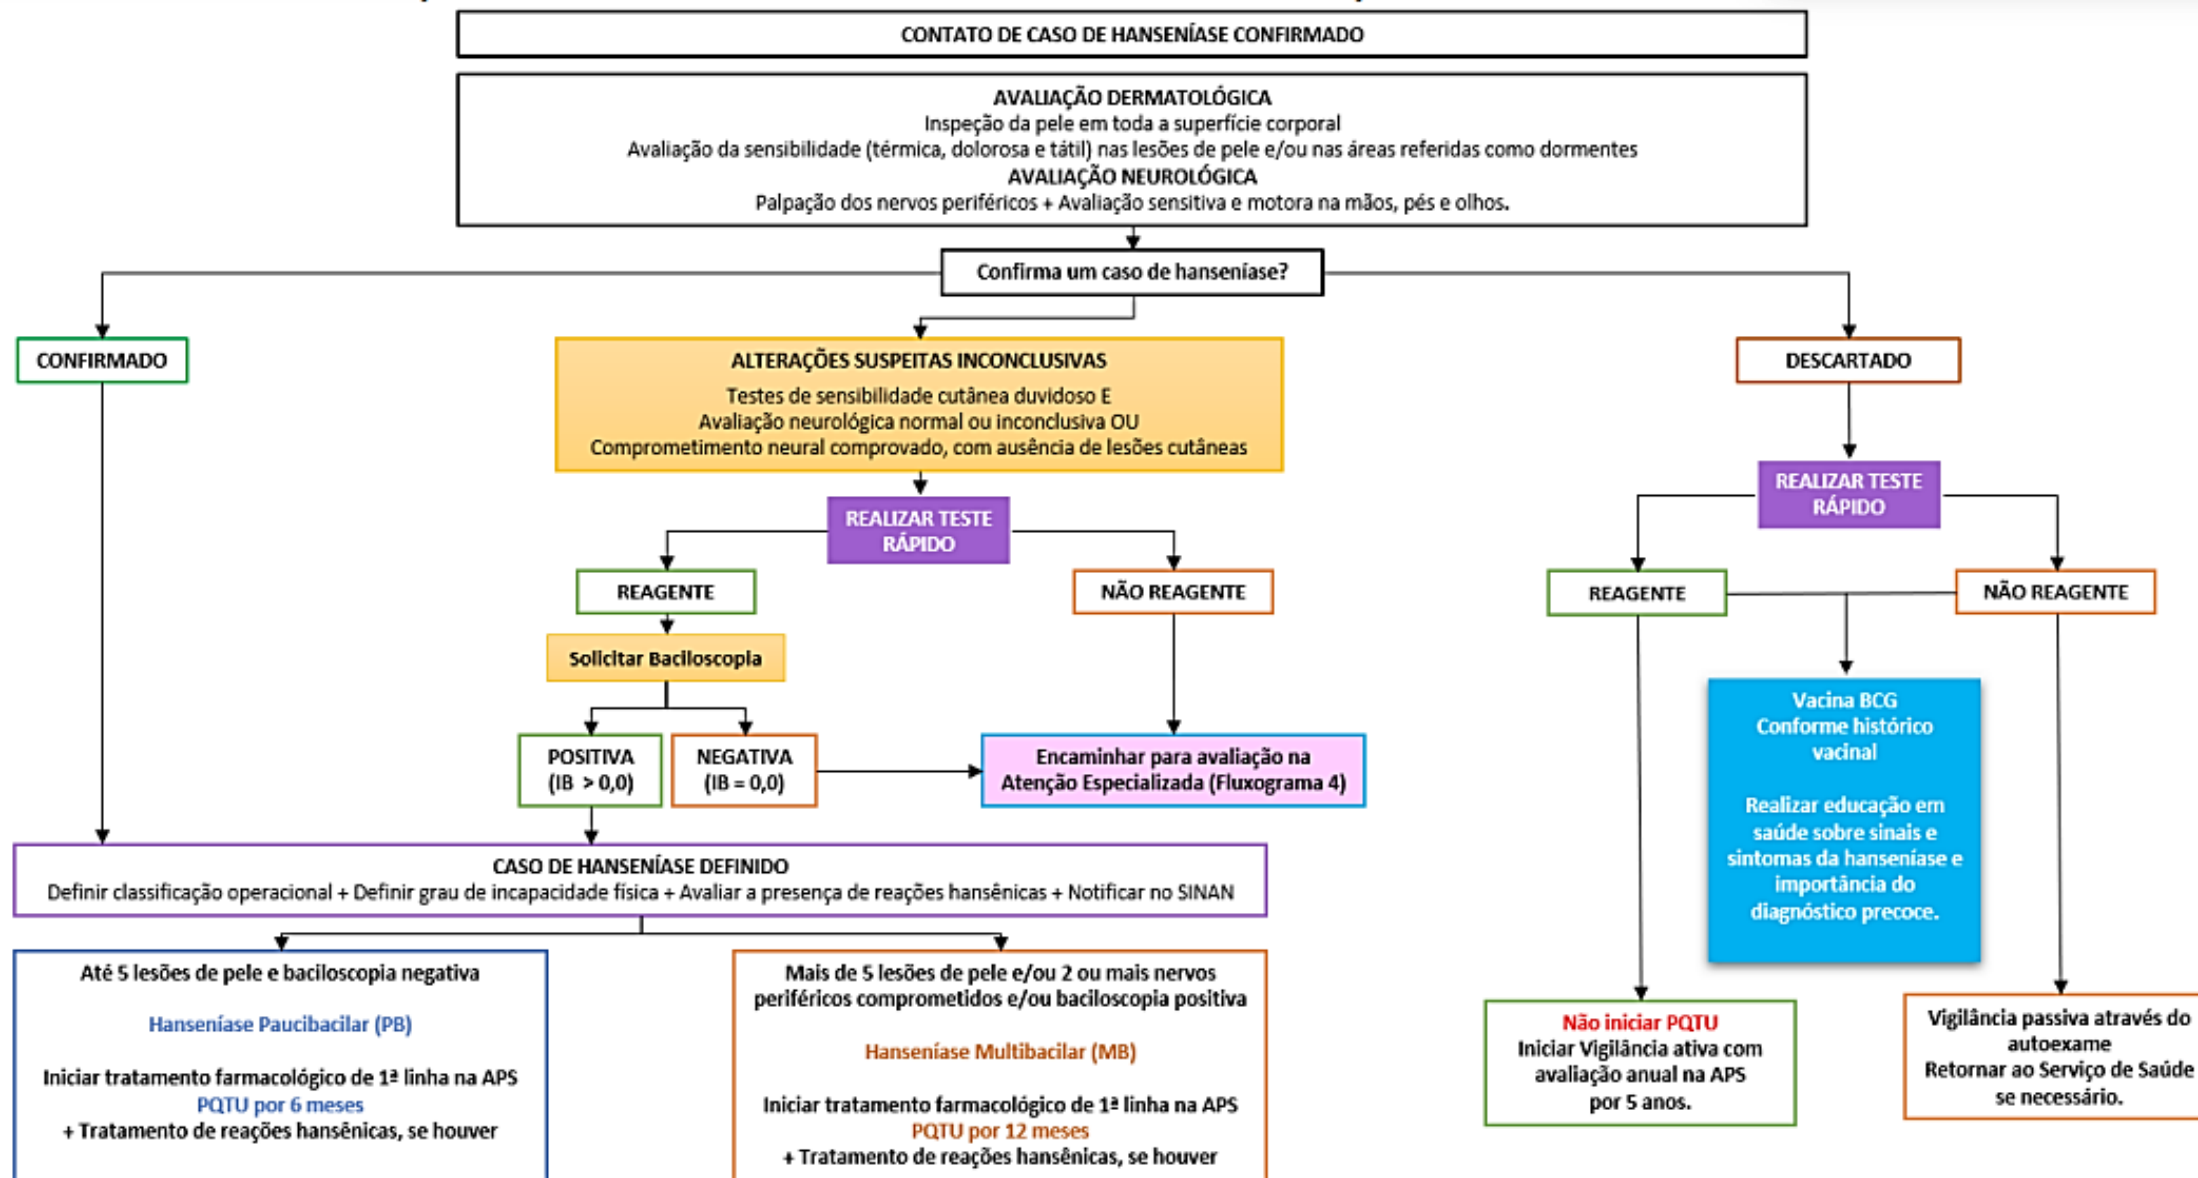 CONTATO DE CASO DE HANSENÍASE CONFIRMADO
AVALIAÇÃO DERMATOLÓGICA
Inspeção da pele em toda a superfície corporal
Avaliação da sensibilidade (térmica, dolorosa e tátil) nas lesões de pele e/ou nas áreas referidas como dormentes
AVALIAÇÃO NEUROLÓGICA
Palpação dos nervos periféricos + Avaliação sensitiva e motora na mãos, pés e olhos.
Confirma um caso de hanseníase?
CONFIRMADO
ALTERAÇÕES SUSPEITAS INCONCLUSIVAS
Testes de sensibilidade cutânea duvidoso E
Avaliação neurológica normal ou inconclusiva OU
Comprometimento neural comprovado, com ausência de lesões cutâneas
DESCARTADO
REALIZAR TESTE
RÁPIDO
REAGENTE
NÃO REAGENTE
Solicitar Baciloscopia
POSITIVA
(IB > 0,0)
NEGATIVA
(IB = 0,0)
Encaminhar para avaliação na
Atenção Especializada (Fluxograma 4)
REALIZAR TESTE
RÁPIDO
REAGENTE
NÃO REAGENTE
Vacina BCG
Conforme histórico
vacinal
Realizar educação em
saúde sobre sinais e
sintomas da hanseníase e
importância do
diagnóstico precoce.
CASO DE HANSENÍASE DEFINIDO
Definir classificação operacional + Definir grau de incapacidade física + Avaliar a presença de reações hansênicas + Notificar no SINAN
Até 5 lesões de pele e baciloscopia negativa
Hanseníase Paucibacilar (PB)
Iniciar tratamento farmacológico de 1ª linha na APS
PQTU por 6 meses
+ Tratamento de reações hansênicas, se houver
Mais de 5 lesões de pele e/ou 2 ou mais nervos
periféricos comprometidos e/ou baciloscopia positiva
Hanseníase Multibacilar (MB)
Iniciar tratamento farmacológico de 1ª linha na APS
PQTU por 12 meses
+ Tratamento de reações hansênicas, se houver
Não iniciar PQTU
Iniciar Vigilância ativa com
avaliação anual na APS
por 5 anos.
Vigilância passiva através do
autoexame
Retornar ao Serviço de Saúde
se necessário.